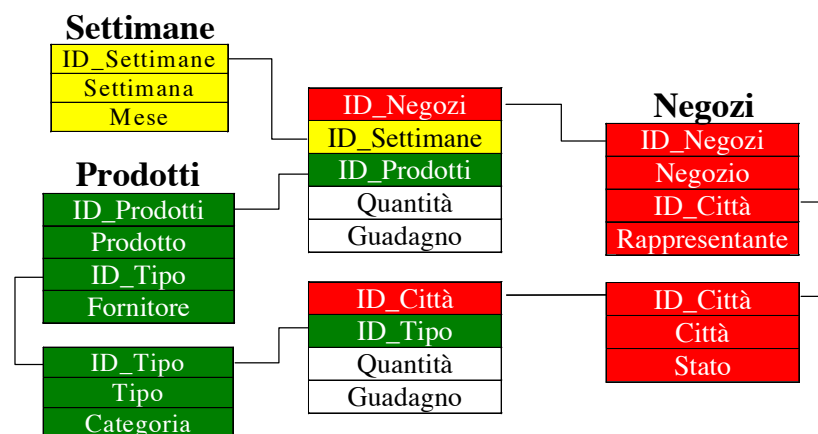 Settimane
ID_Settimane
Settimana
Mese
Prodotti
ID_Prodotti
Prodotto
ID_Tipo
Fornitore
ID_Tipo
Tipo
Categoria
ID_Negozi
ID_Settimane
ID_Prodotti
Quantità
Guadagno
ID_Città
ID_Tipo
Quantità
Guadagno
Negozi
ID_Negozi
Negozio
ID_Città
Rappresentante
ID_Città
Città
Stato